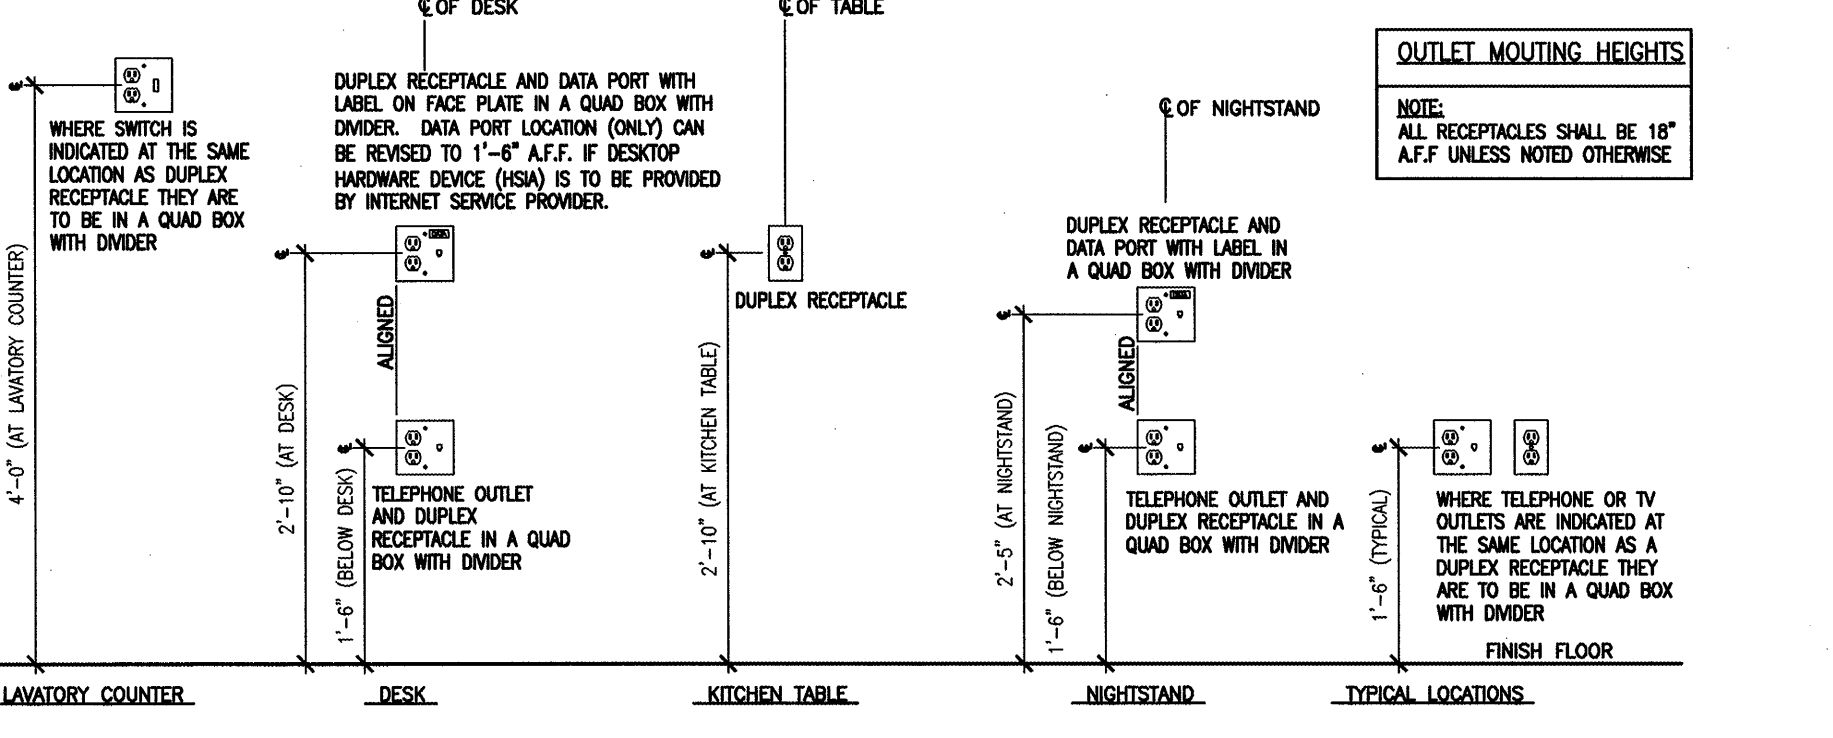 ℄ OF DESK
℄ OF TABLE
OUTLET MOUTING HEIGHTS
NOTE:
ALL RECEPTACLES SHALL BE 18"
A.F.F UNLESS NOTED OTHERWISE
℄
WHERE SWITCH IS
INDICATED AT THE SAME
LOCATION AS DUPLEX
RECEPTACLE THEY ARE
TO BE IN A QUAD BOX
WITH DIVIDER
4'-0" (AT LAVATORY COUNTER)
LAVATORY COUNTER
DUPLEX RECEPTACLE AND DATA PORT WITH
LABEL ON FACE PLATE IN A QUAD BOX WITH
DIVIDER. DATA PORT LOCATION (ONLY) CAN
BE REVISED TO 1'-6" A.F.F. IF DESKTOP
HARDWARE DEVICE (HSIA) IS TO BE PROVIDED
BY INTERNET SERVICE PROVIDER.
℄
DATA
ALIGNED
2'-10" (AT DESK)
℄
1'-6" (BELOW DESK)
TELEPHONE OUTLET
AND DUPLEX
RECEPTACLE IN A QUAD
BOX WITH DIVIDER
DESK
℄
DUPLEX RECEPTACLE
2'-10" (AT KITCHEN TABLE)
KITCHEN TABLE
℄ OF NIGHTSTAND
DUPLEX RECEPTACLE AND
DATA PORT WITH LABEL IN
A QUAD BOX WITH DIVIDER
℄
DATA
ALIGNED
2'-5" (AT NIGHTSTAND)
℄
1'-6" (BELOW NIGHTSTAND)
TELEPHONE OUTLET AND
DUPLEX RECEPTACLE IN A
QUAD BOX WITH DIVIDER
NIGHTSTAND
℄
1'-6" (TYPICAL)
WHERE TELEPHONE OR TV
OUTLETS ARE INDICATED AT
THE SAME LOCATION AS A
DUPLEX RECEPTACLE THEY
ARE TO BE IN A QUAD BOX
WITH DIVIDER
FINISH FLOOR
TYPICAL LOCATIONS